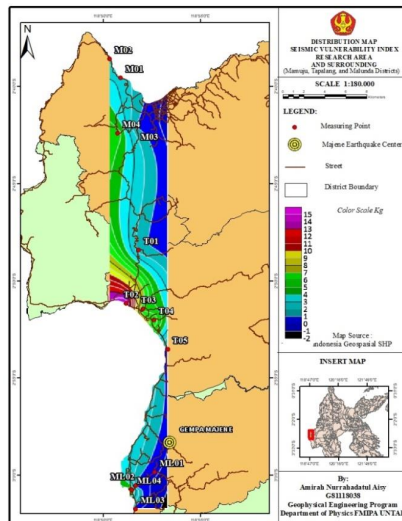 M02
M01
M04
M03
T01
T02
T03
T04
T05
GEMPA MAJENE
ML01
ML02
ML04
ML03
DISTRIBUTION MAP
SEISMIC VULNERABILITY INDEX
RESEARCH AREA
AND SURROUNDING
(Mamuju, Tapalang, and Malunda Districts)
SCALE 1:180.000
LEGEND:
Measuring Point
Majene Earthquake Center
Street
District Boundary
Color Scale Kg
15
14
13
12
11
10
9
8
7
6
5
4
3
2
1
0
-1
-2
Map Source :
Indonesia Geopasial SHP
INSERT MAP
By:
Amirah Nurrahadatul Aisy
G81118038
Geophysical Engineering Program
Department of Physics FMIPA UNTAD